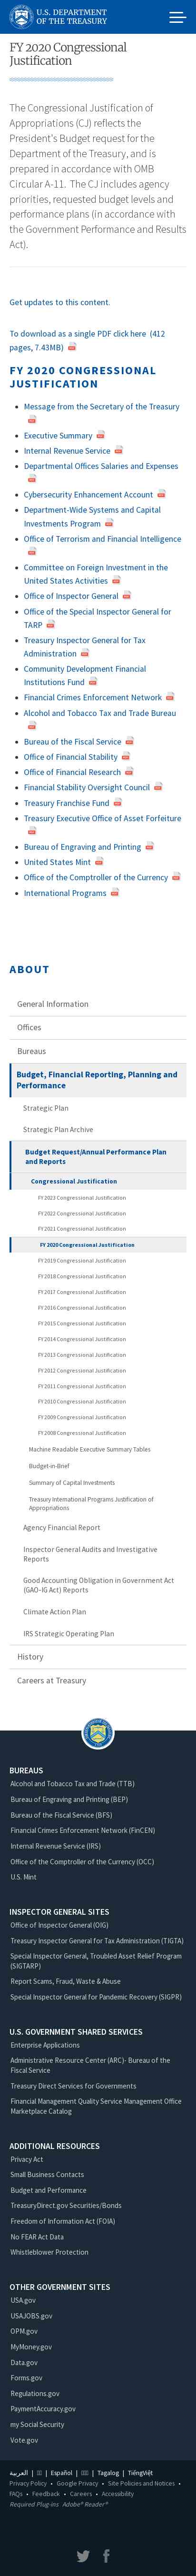 U.S. DEPARTMENT
OF THE TREASURY
FY 2020 Congressional
Justification
The Congressional Justification of
Appropriations (CJ) reflects the
President's Budget request for the
Department of the Treasury, and is
prepared in accordance with OMB
Circular A-11. The CJ includes agency
priorities, requested budget levels and
performance plans (in accordance with
the Government Performance and Results
Act).
Get updates to this content.
To download as a single PDF click here (412
pages, 7.43MB)
FY 2020 CONGRESSIONAL
JUSTIFICATION
Message from the Secretary of the Treasury
Executive Summary
Internal Revenue Service
Departmental Offices Salaries and Expenses
Cybersecurity Enhancement Account
Department-Wide Systems and Capital
Investments Program
Office of Terrorism and Financial Intelligence
Committee on Foreign Investment in the
United States Activities
Office of Inspector General
Office of the Special Inspector General for
TARP
Treasury Inspector General for Tax
Administration
Community Development Financial
Institutions Fund
Financial Crimes Enforcement Network
Alcohol and Tobacco Tax and Trade Bureau
Bureau of the Fiscal Service
Office of Financial Stability
Office of Financial Research
Financial Stability Oversight Council
Treasury Franchise Fund
Treasury Executive Office of Asset Forfeiture
Bureau of Engraving and Printing
United States Mint
Office of the Comptroller of the Currency
International Programs
ABOUT
General Information
Offices
Bureaus
Budget, Financial Reporting, Planning and
Performance
Strategic Plan
Strategic Plan Archive
Budget Request/Annual Performance Plan
and Reports
Congressional Justification
FY 2023 Congressional Justification
FY 2022 Congressional Justification
FY 2021 Congressional Justification
FY 2020 Congressional Justification
FY 2019 Congressional Justification
FY 2018 Congressional Justification
FY 2017 Congressional Justification
FY 2016 Congressional Justification
FY 2015 Congressional Justification
FY 2014 Congressional Justification
FY 2013 Congressional Justification
FY 2012 Congressional Justification
FY 2011 Congressional Justification
FY 2010 Congressional Justification
FY 2009 Congressional Justification
FY 2008 Congressional Justification
Machine Readable Executive Summary Tables
Budget-in-Brief
Summary of Capital Investments
Treasury International Programs Justification of
Appropriations
Agency Financial Report
Inspector General Audits and Investigative
Reports
Good Accounting Obligation in Government Act
(GAO-IG Act) Reports
Climate Action Plan
IRS Strategic Operating Plan
History
Careers at Treasury
BUREAUS
Alcohol and Tobacco Tax and Trade (TTB)
Bureau of Engraving and Printing (BEP)
Bureau of the Fiscal Service (BFS)
Financial Crimes Enforcement Network (FinCEN)
Internal Revenue Service (IRS)
Office of the Comptroller of the Currency (OCC)
U.S. Mint
INSPECTOR GENERAL SITES
Office of Inspector General (OIG)
Treasury Inspector General for Tax Administration (TIGTA)
Special Inspector General, Troubled Asset Relief Program
(SIGTARP)
Report Scams, Fraud, Waste & Abuse
Special Inspector General for Pandemic Recovery (SIGPR)
U.S. GOVERNMENT SHARED SERVICES
Enterprise Applications
Administrative Resource Center (ARC)- Bureau of the
Fiscal Service
Treasury Direct Services for Governments
Financial Management Quality Service Management Office
Marketplace Catalog
ADDITIONAL RESOURCES
Privacy Act
Small Business Contacts
Budget and Performance
TreasuryDirect.gov Securities/Bonds
Freedom of Information Act (FOIA)
No FEAR Act Data
Whistleblower Protection
OTHER GOVERNMENT SITES
USA.gov
USAJOBS.gov
OPM.gov
MyMoney.gov
Data.gov
Forms.gov
Regulations.gov
PaymentAccuracy.gov
my Social Security
Vote.gov
العربية | | Español | | Tagalog | TiếngViệt
Privacy Policy • Google Privacy • Site Policies and Notices •
FAQs • Feedback • Careers • Accessibility
Required Plug-ins Adobe® Reader®